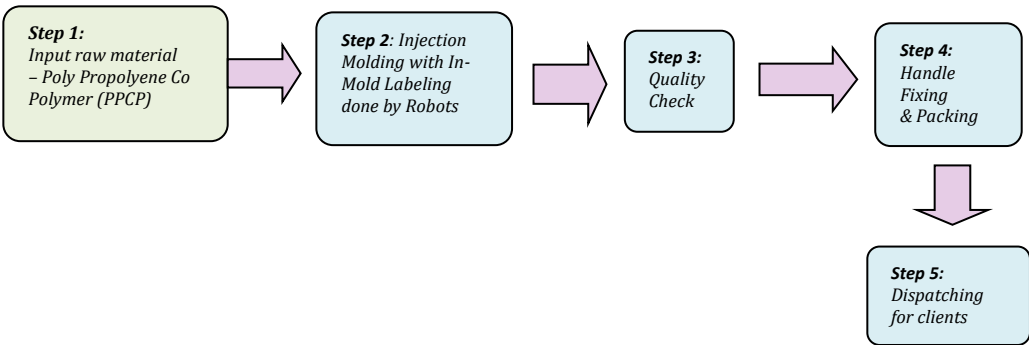 Step 1:
Input raw material
– Poly Propolyene Co
Polymer (PPCP)
Step 2: Injection
Molding with In-
Mold Labeling
done by Robots
Step 3:
Quality
Check
Step 4:
Handle
Fixing
& Packing
Step 5:
Dispatching
for clients